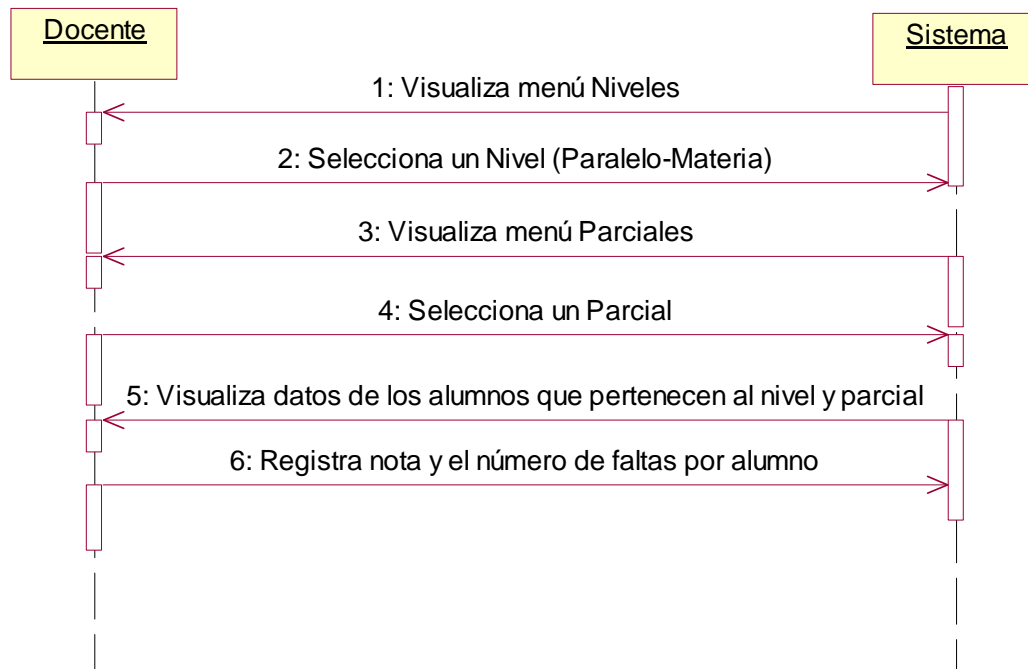 Docente
Sistema
1: Visualiza menú Niveles
2: Selecciona un Nivel (Paralelo-Materia)
3: Visualiza menú Parciales
4: Selecciona un Parcial
5: Visualiza datos de los alumnos que pertenecen al nivel y parcial
6: Registra nota y el número de faltas por alumno